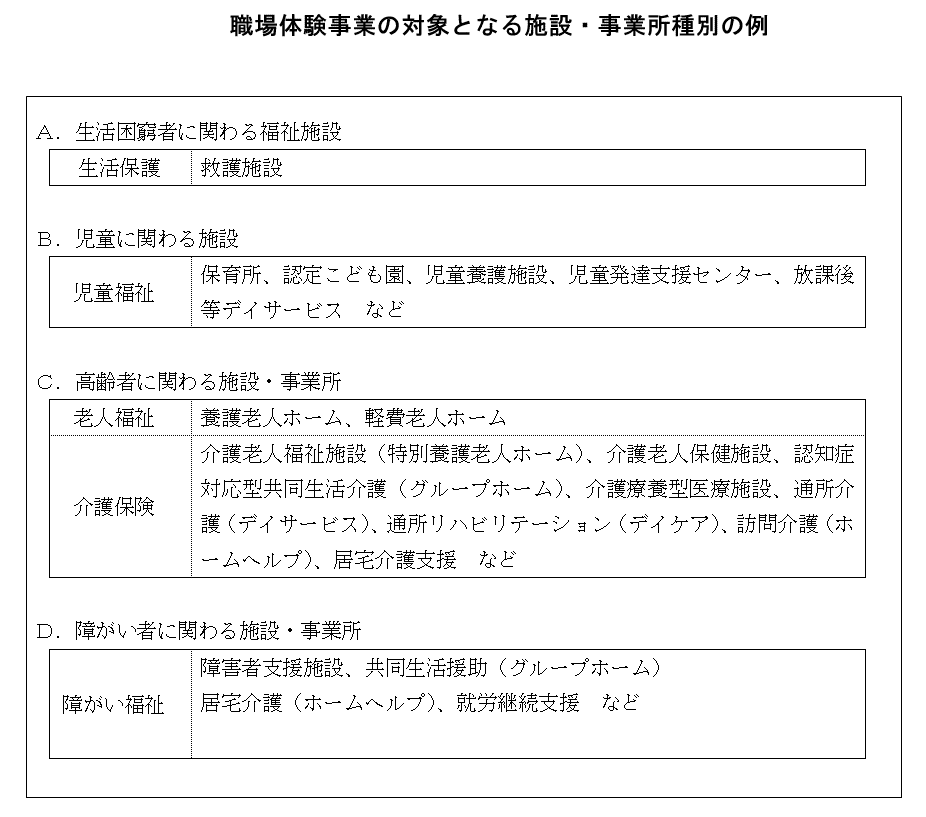 職場体験事業の対象となる施設・事業所種別の例
A．生活困窮者に関わる福祉施設
生活保護 救護施設
B．児童に関わる施設
児童福祉
保育所、認定こども園、児童養護施設、児童発達支援センター、放課後
等デイサービス　など
C．高齢者に関わる施設・事業所
老人福祉 養護老人ホーム、軽費老人ホーム
介護保険
介護老人福祉施設（特別養護老人ホーム）、介護老人保健施設、認知症
対応型共同生活介護（グループホーム）、介護療養型医療施設、通所介
護（デイサービス）、通所リハビリテーション（デイケア）、訪問介護（ホ
ームヘルプ）、居宅介護支援　など
D．障がい者に関わる施設・事業所
障がい福祉
障害者支援施設、共同生活援助（グループホーム）
居宅介護（ホームヘルプ）、就労継続支援　など